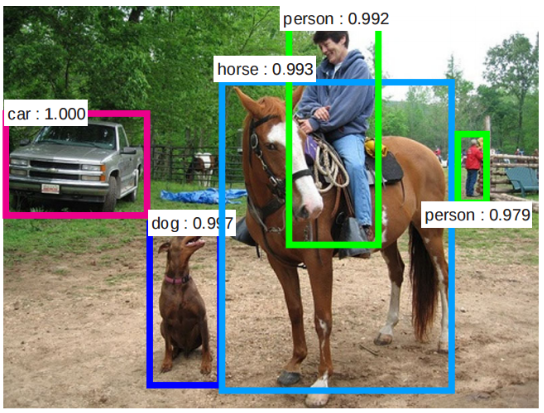 person : 0.992
horse : 0.993
car : 1.000
dog : 0.997
person : 0.979